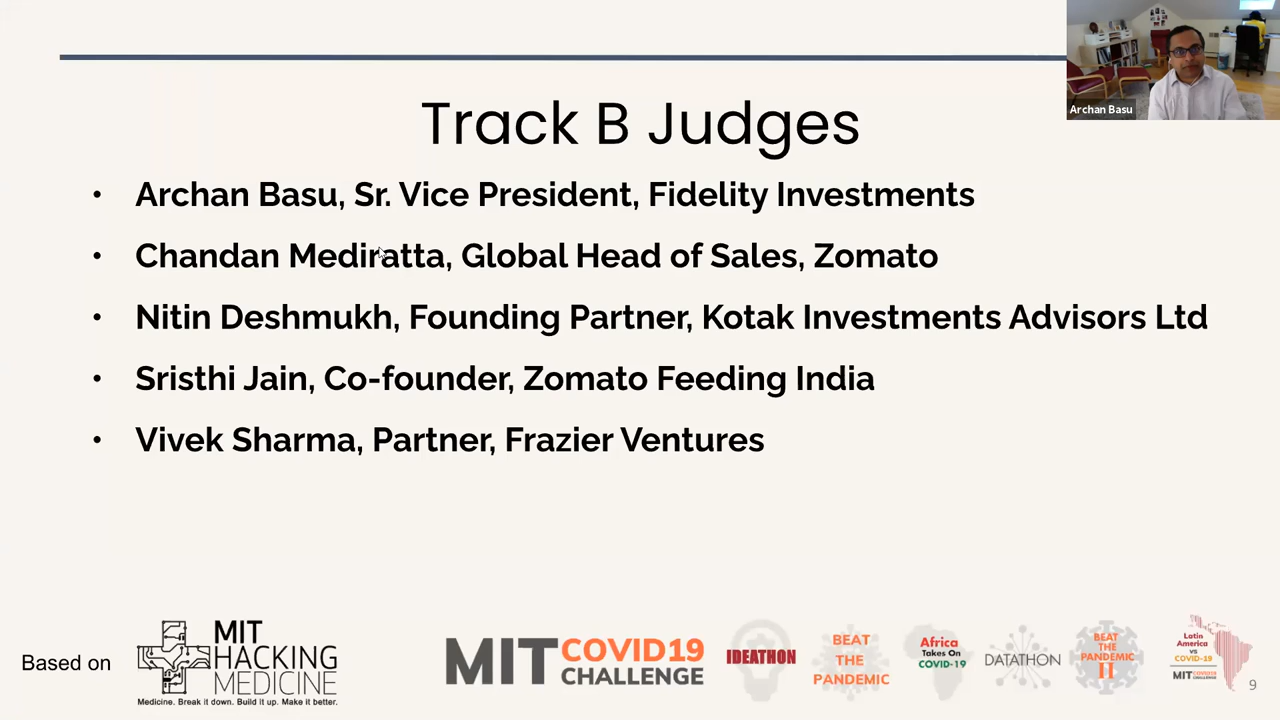 Archan Basu
Track B Judges
• Archan Basu, Sr. Vice President, Fidelity Investments
• Chandan Mediratta, Global Head of Sales, Zomato
• Nitin Deshmukh, Founding Partner, Kotak Investments Advisors Ltd
• Sristhi Jain, Co-founder, Zomato Feeding India
• Vivek Sharma, Partner, Frazier Ventures
Based on
MIT
HACKING
MEDICINE
Medicine. Break it down. Build it up. Make it better.
MIT COVID19
CHALLENGE
IDEATHON
BEAT
THE
PANDEMIC
Africa
Takes On
COVID-19
DATATHON
BEAT
THE
PANDEMIC
II
Latin
America
vs
COVID-19
MIT COVID19
CHALLENGE
9